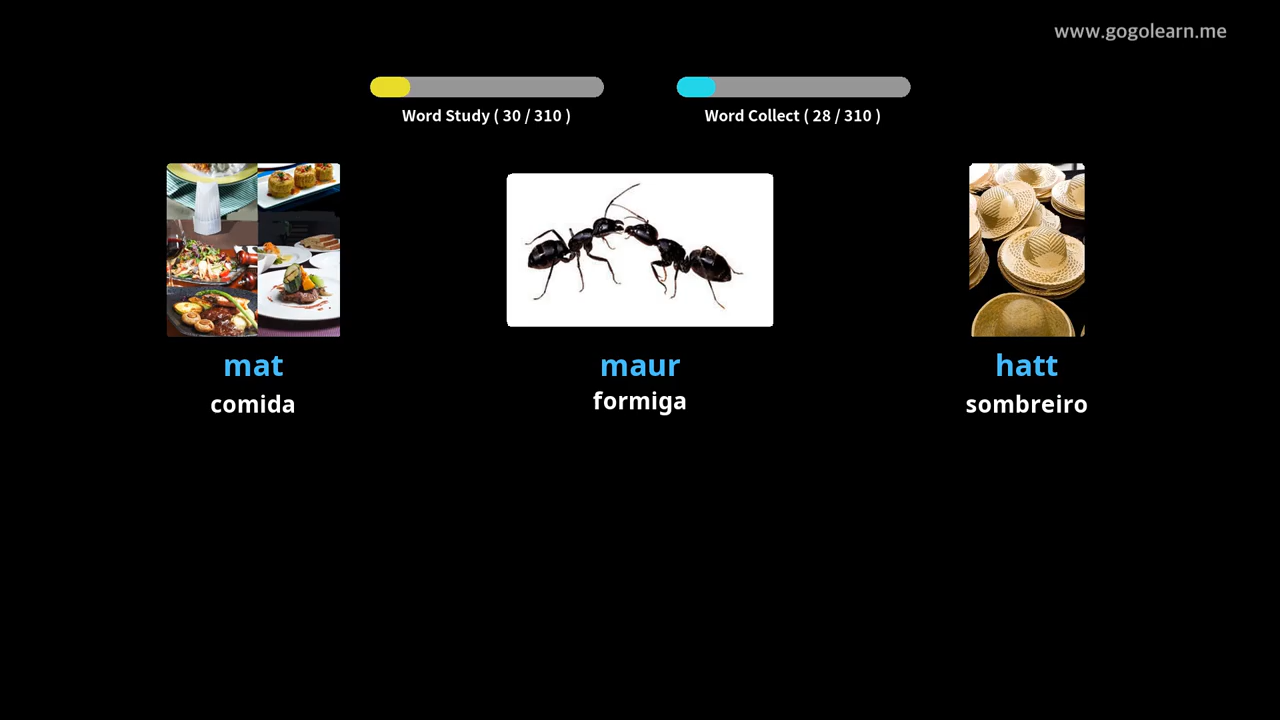 www.gogolearn.me
Word Study ( 30 / 310 )
Word Collect ( 28 / 310 )
mat
comida
maur
formiga
hatt
sombreiro